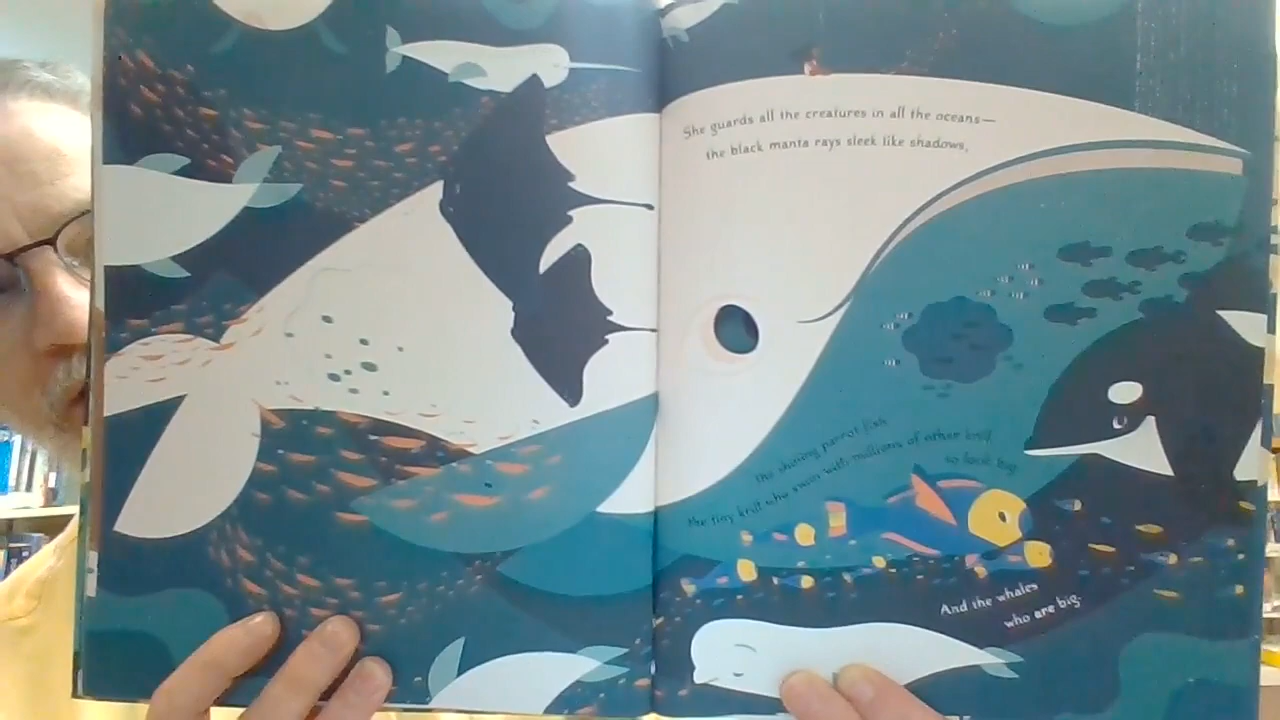 She guards all the creatures in all the oceans—
the black manta rays sleek like shadows,
the shining parrot fish
the tiny krill who swim with millions of other krill
to look big.
And the whales
who are big.